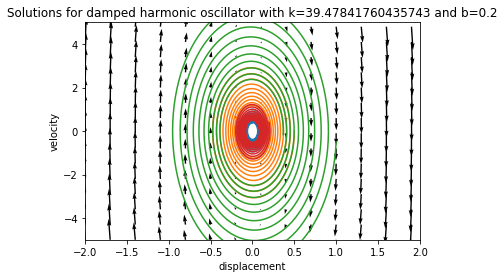 Solutions for damped harmonic oscillator with k=39.47841760435743 and b=0.2
velocity
4
2
0
−2
−4
−2.0 −1.5 −1.0 −0.5 0.0 0.5 1.0 1.5 2.0
displacement